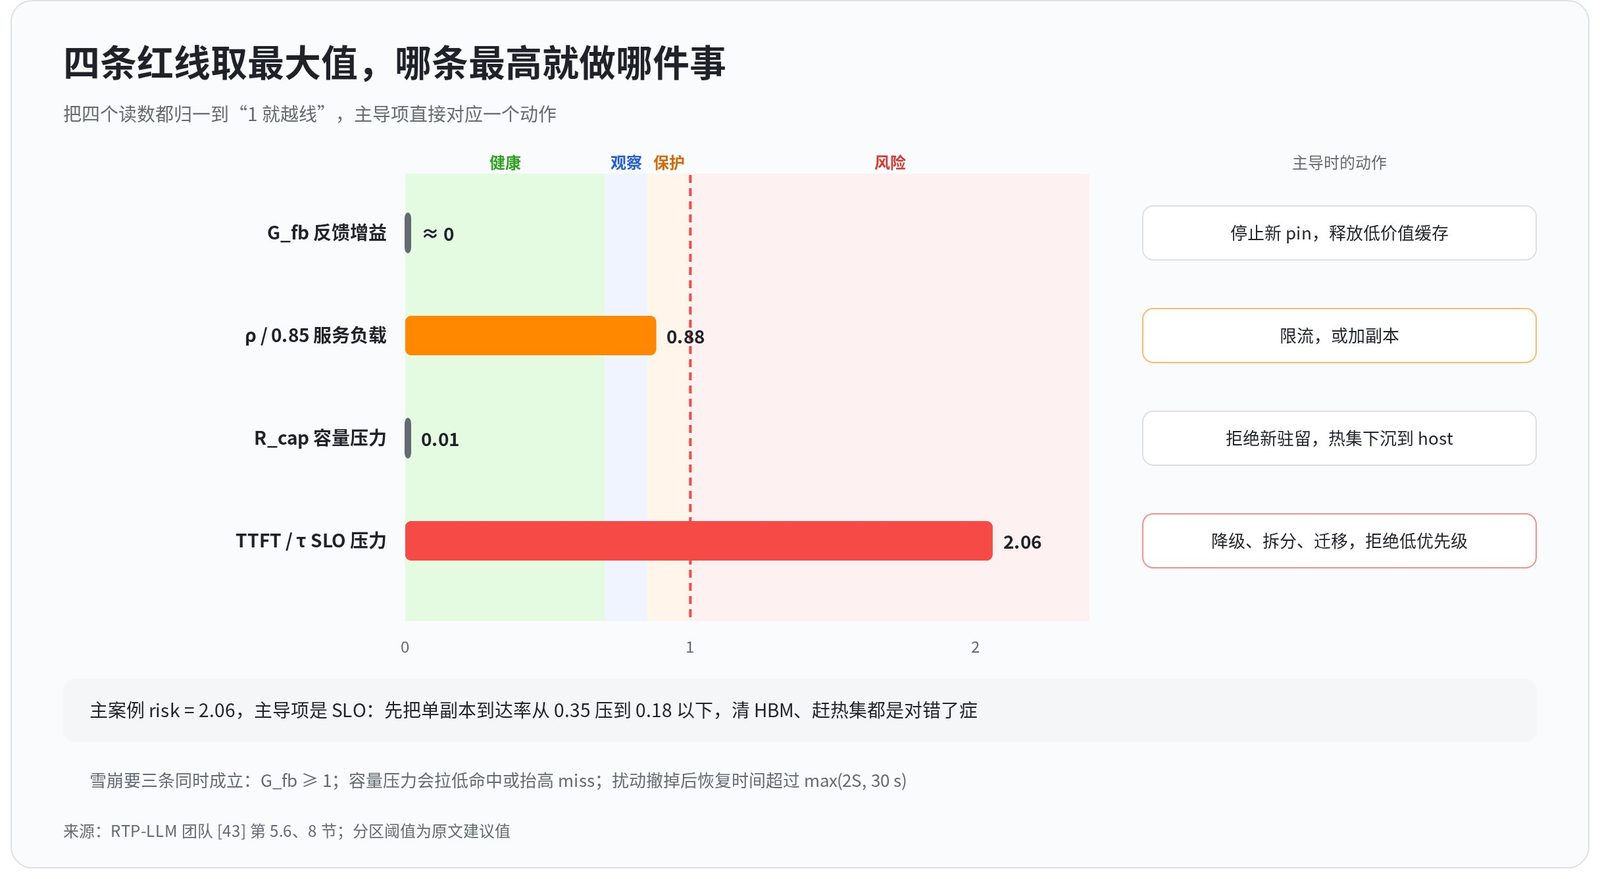 四条红线取最大值，哪条最高就做哪件事
把四个读数都归一到“1 就越线”，主导项直接对应一个动作
健康 观察 保护 风险 主导时的动作
G_fb 反馈增益 ≈ 0 停止新 pin，释放低价值缓存
ρ / 0.85 服务负载 0.88 限流，或加副本
R_cap 容量压力 0.01 拒绝新驻留，热集下沉到 host
TTFT / τ SLO 压力 2.06 降级、拆分、迁移，拒绝低优先级
0 1 2
主案例 risk = 2.06，主导项是 SLO：先把单副本到达率从 0.35 压到 0.18 以下，清 HBM、赶热集都是对错了症
雪崩要三条同时成立：G_fb ≥ 1；容量压力会拉低命中或抬高 miss；扰动撤掉后恢复时间超过 max(2S, 30 s)
来源：RTP-LLM 团队 [43] 第 5.6、8 节；分区阈值为原文建议值